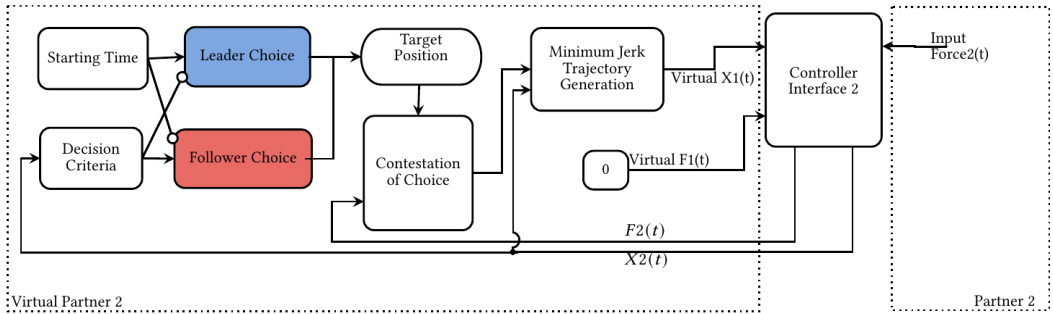 Starting Time
Leader Choice
Target
Position
Minimum Jerk
Trajectory
Generation
Virtual X1(t)
Controller
Interface 2
Input
Force2(t)
Decision
Criteria
Follower Choice
Contestation
of Choice
0
Virtual F1(t)
F2(t)
X2(t)
Virtual Partner 2
Partner 2